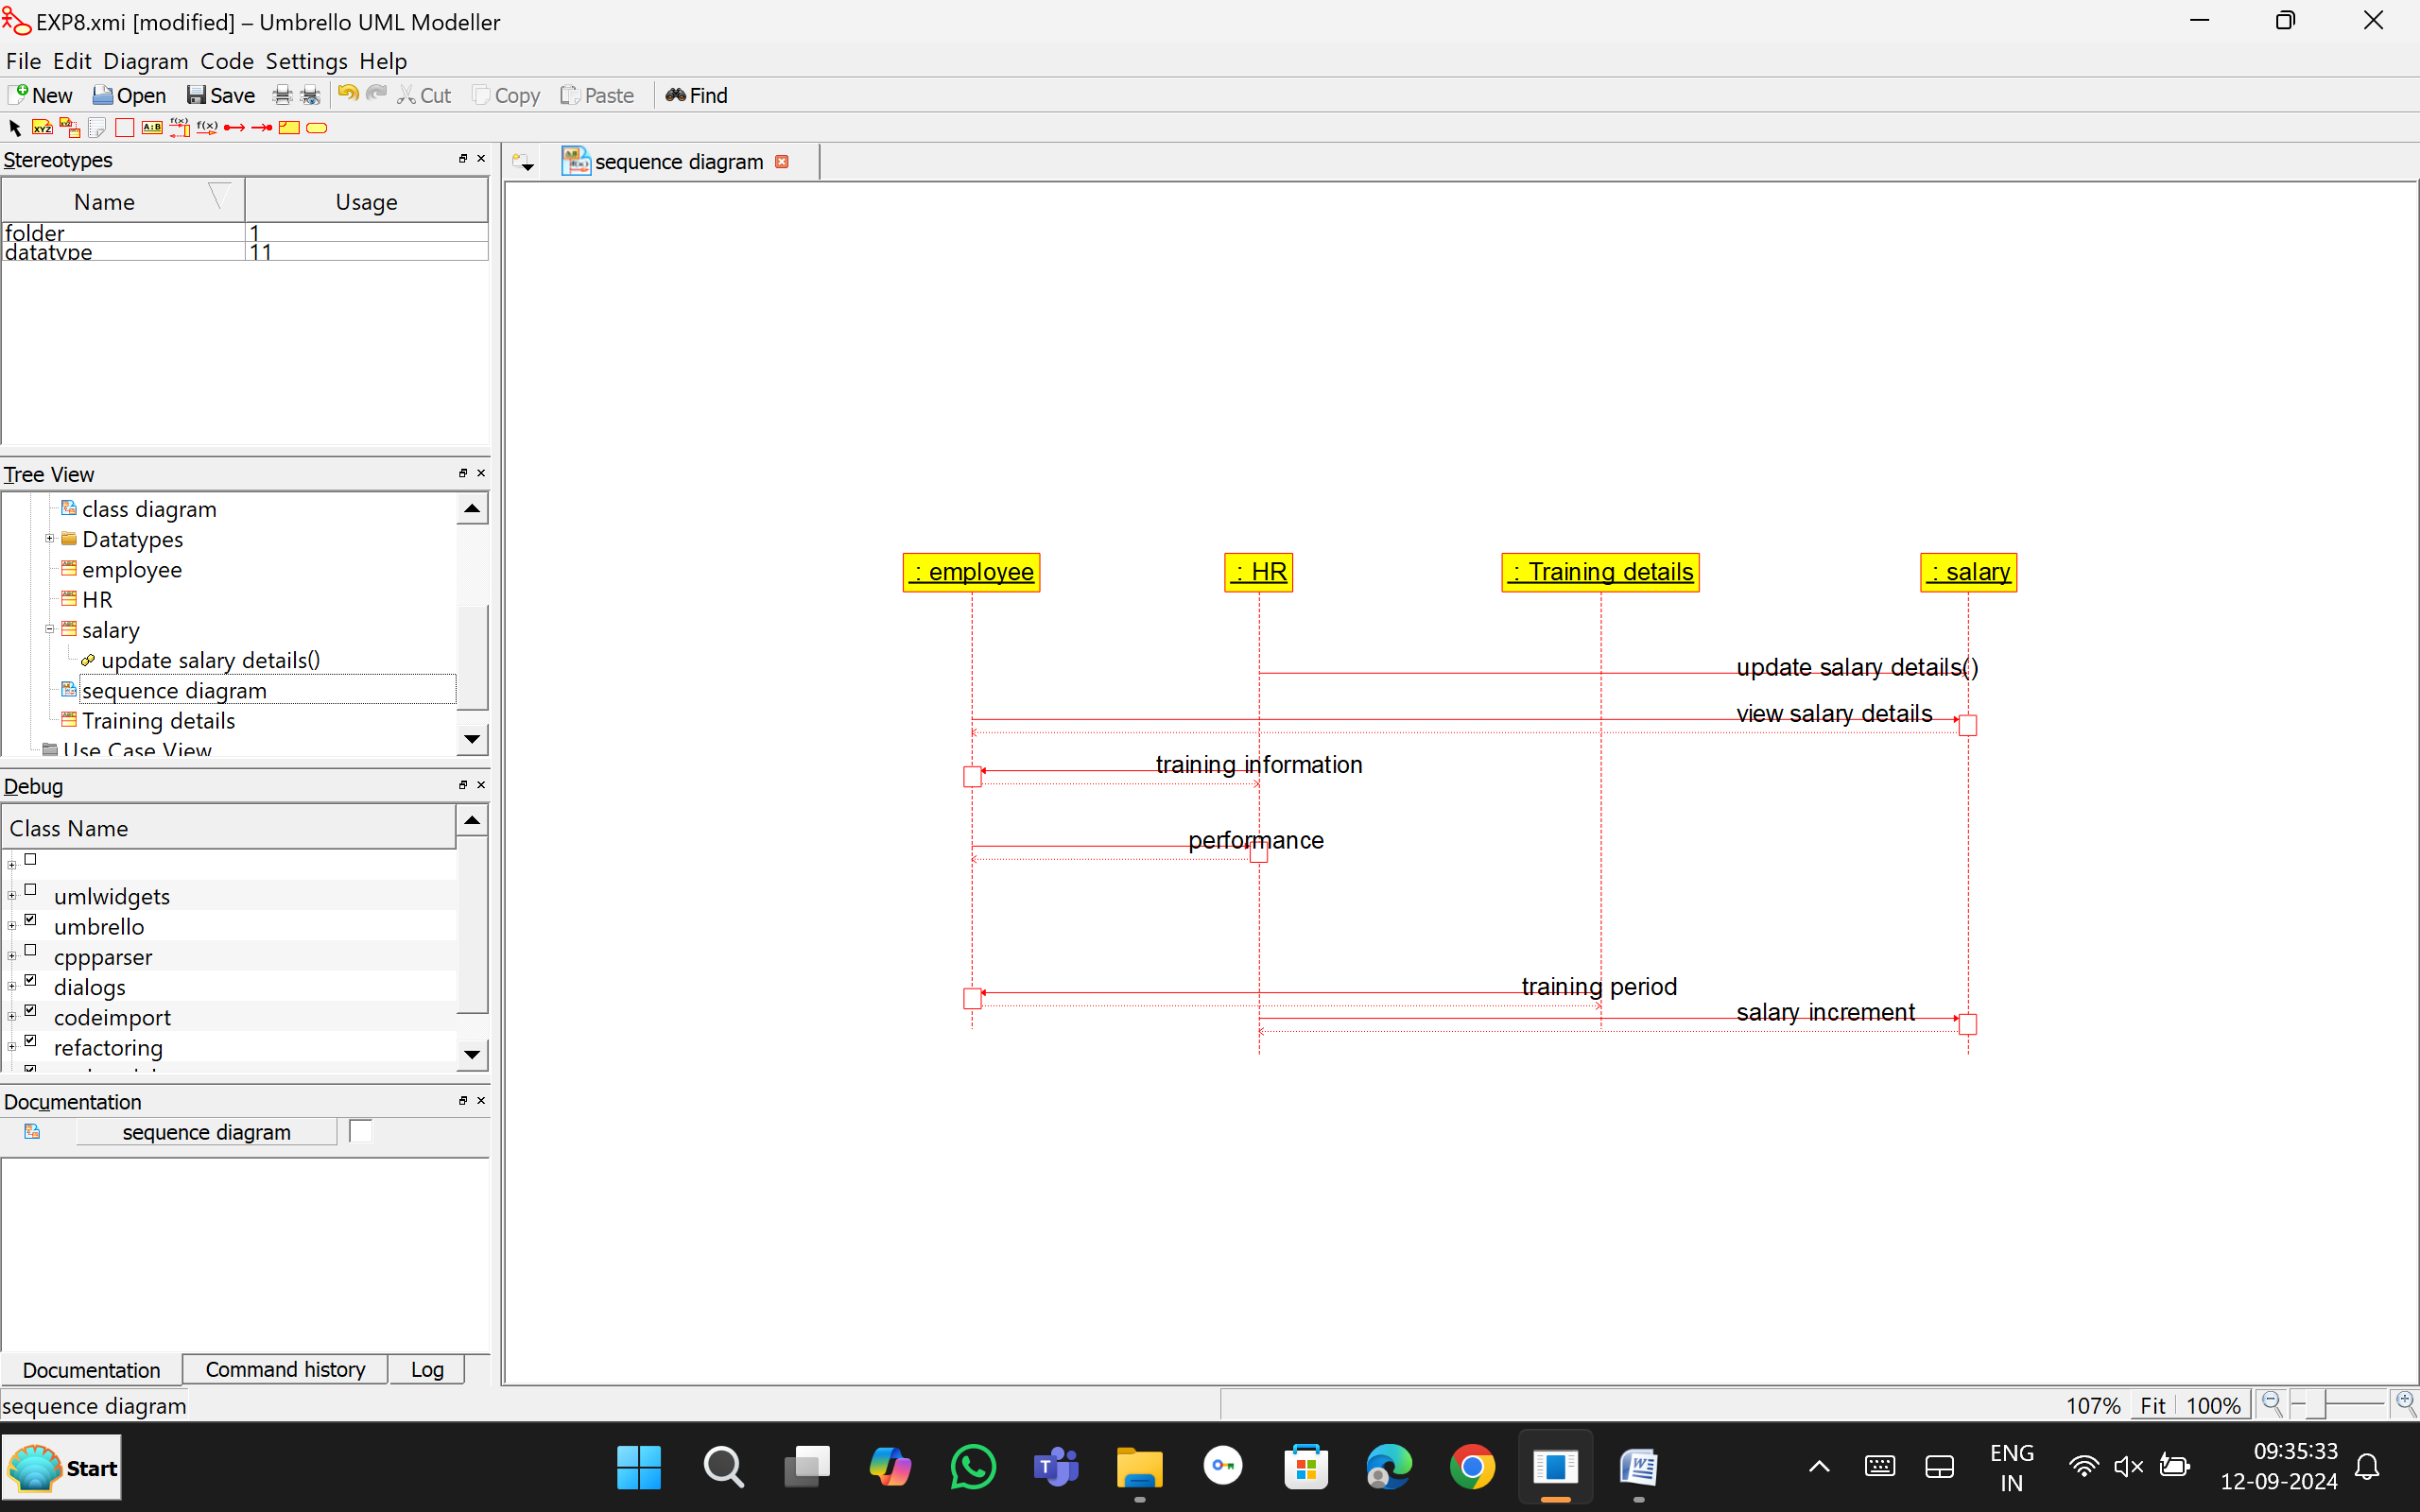 EXP8.xmi [modified] – Umbrello UML Modeller
File Edit Diagram Code Settings Help
New Open Save Cut Copy Paste Find
Stereotypes
Name Usage
folder 1
datatype 11
Tree View
class diagram
Datatypes
employee
HR
salary
update salary details()
sequence diagram
Training details
Use Case View
Debug
Class Name
umlwidgets
umbrello
cppparser
dialogs
codeimport
refactoring
Documentation
sequence diagram
Documentation Command history Log
sequence diagram
sequence diagram
: employee : HR : Training details : salary
update salary details()
view salary details
training information
performance
training period
salary increment
107% Fit 100%
Start
ENG
IN
09:35:33
12-09-2024